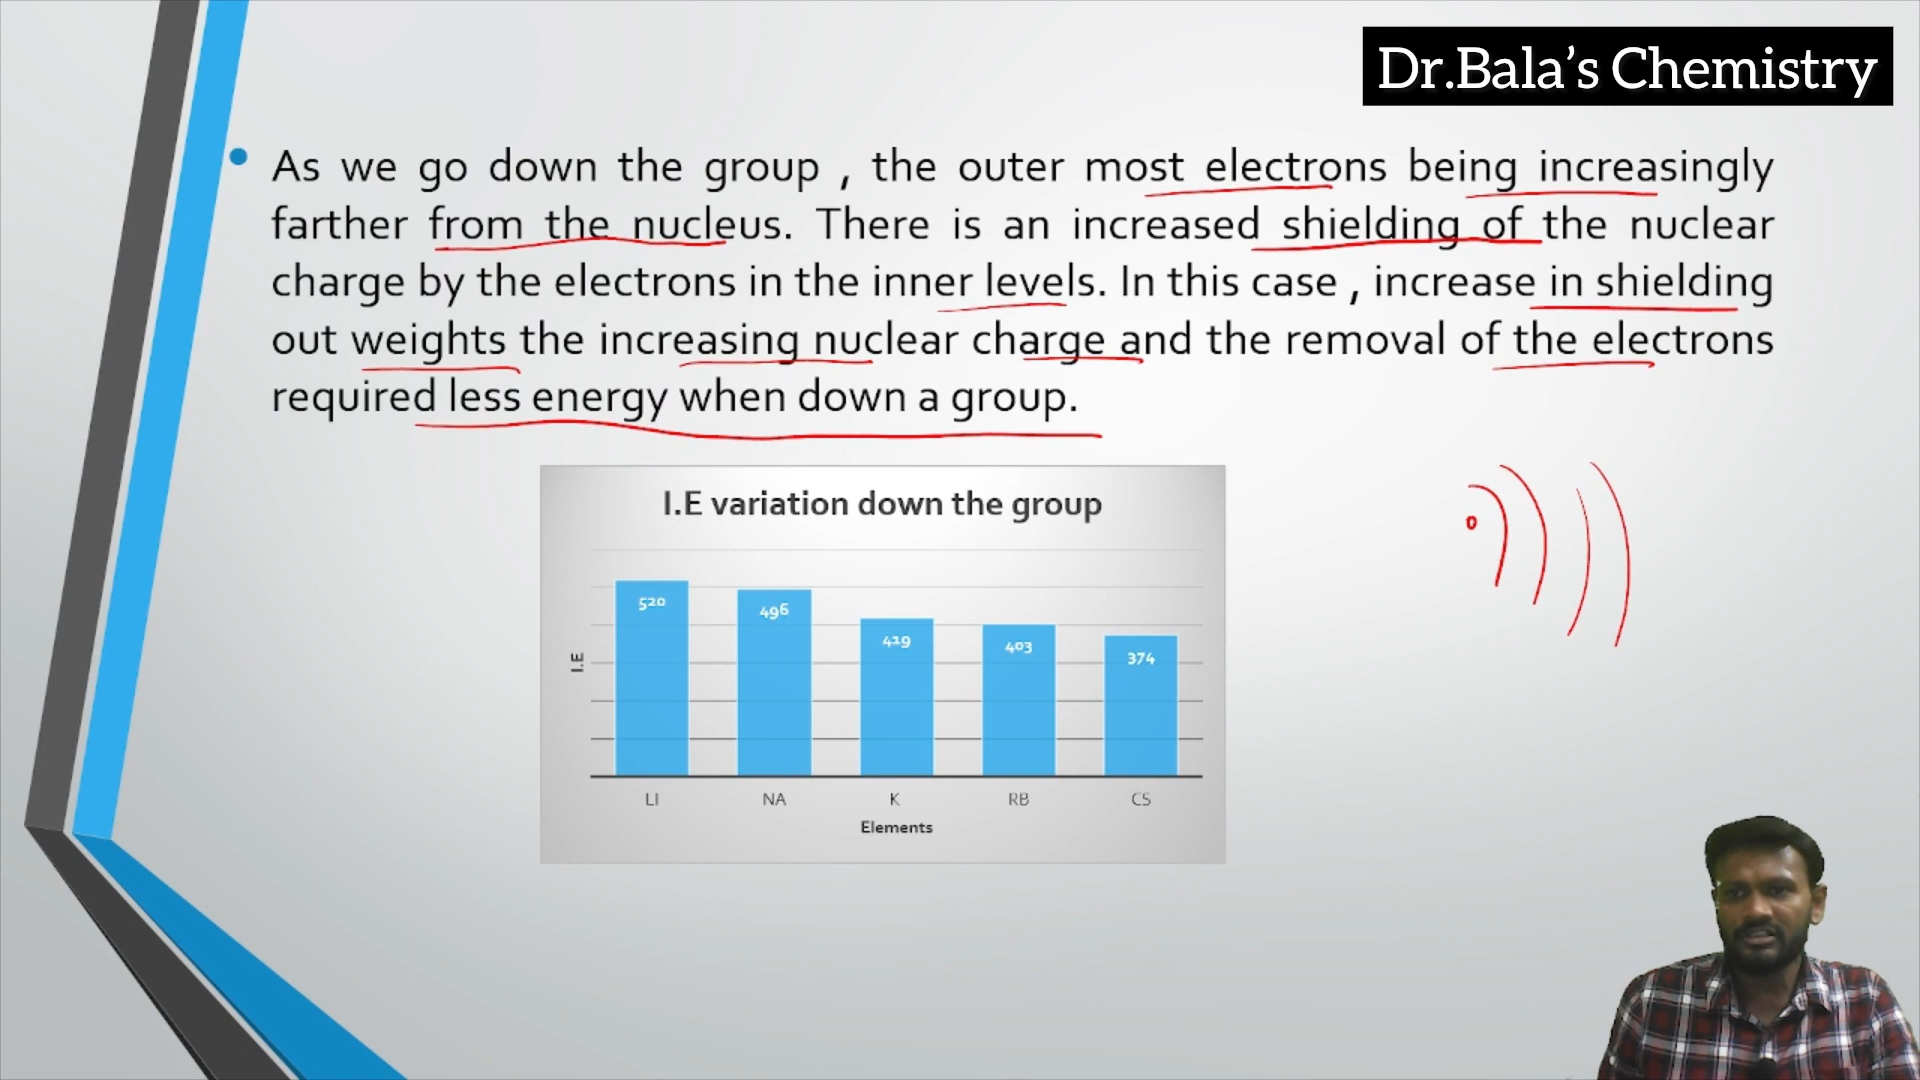 Dr.Bala's Chemistry
As we go down the group , the outer most electrons being increasingly
farther from the nucleus. There is an increased shielding of the nuclear
charge by the electrons in the inner levels. In this case , increase in shielding
out weights the increasing nuclear charge and the removal of the electrons
required less energy when down a group.
I.E variation down the group
I.E
520
496
419
403
374
LI
NA
K
RB
CS
Elements